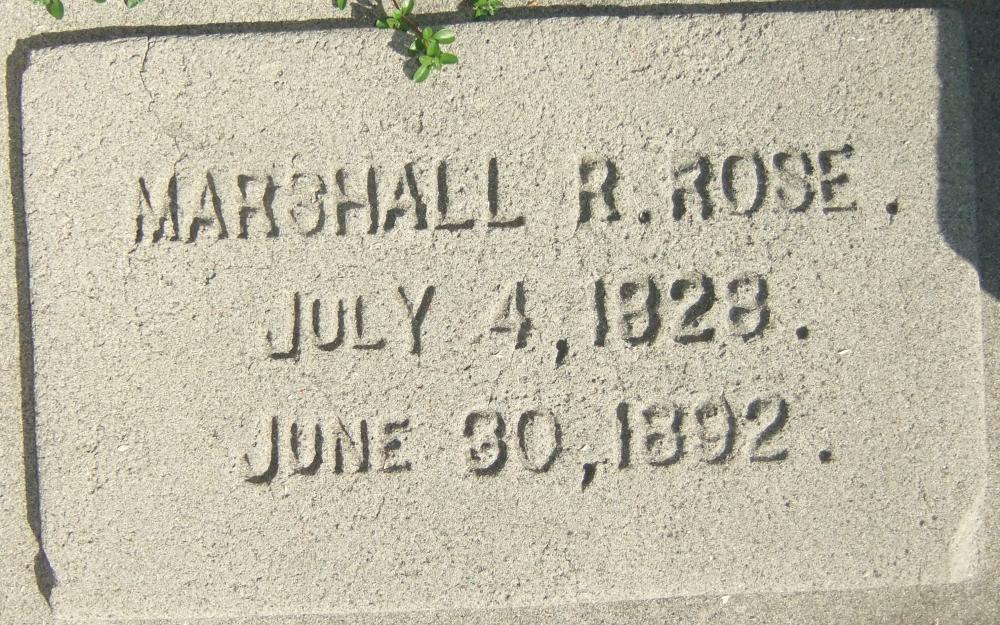 MARSHALL R. ROSE.
JULY 4, 1828.
JUNE 30, 1892.